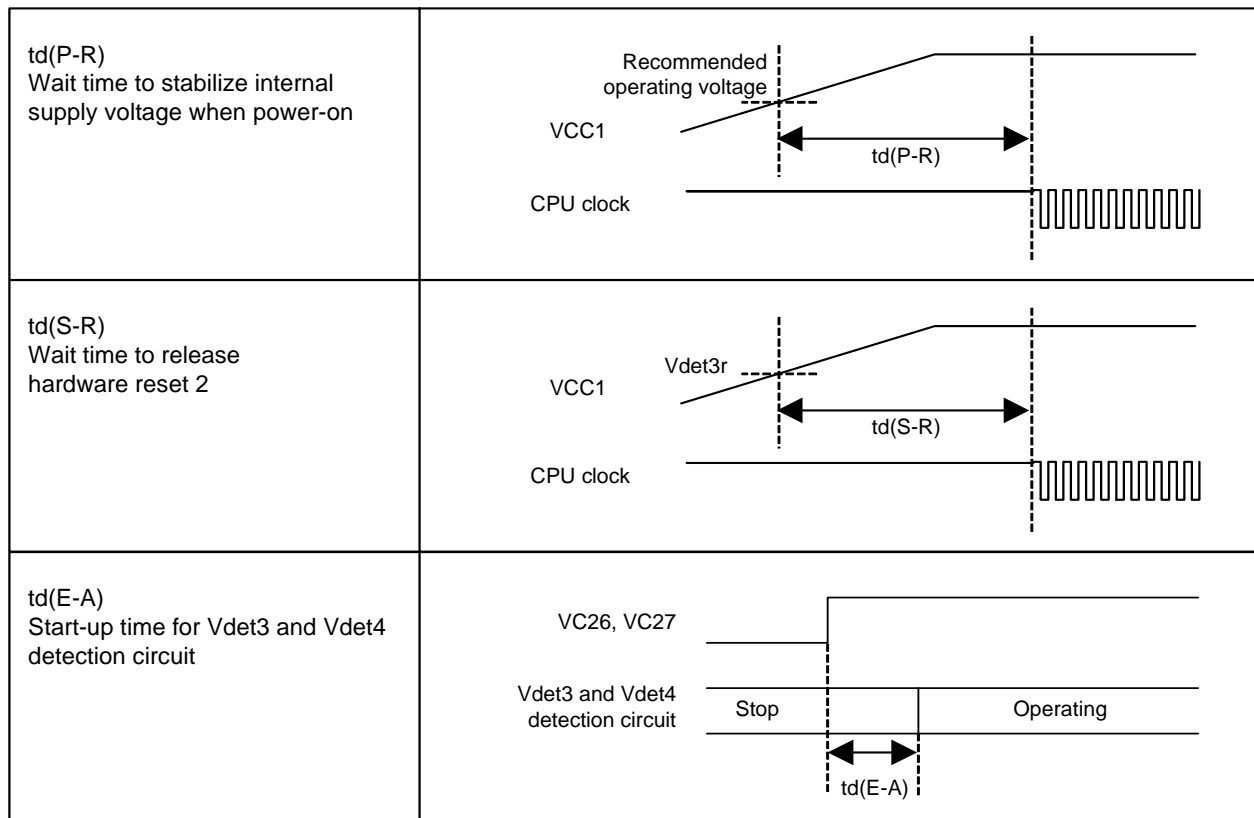 td(P-R)
Wait time to stabilize internal
supply voltage when power-on
Recommended
operating voltage
VCC1
td(P-R)
CPU clock
td(S-R)
Wait time to release
hardware reset 2
Vdet3r
VCC1
td(S-R)
CPU clock
td(E-A)
Start-up time for Vdet3 and Vdet4
detection circuit
VC26, VC27
Vdet3 and Vdet4
detection circuit
Stop
Operating
td(E-A)